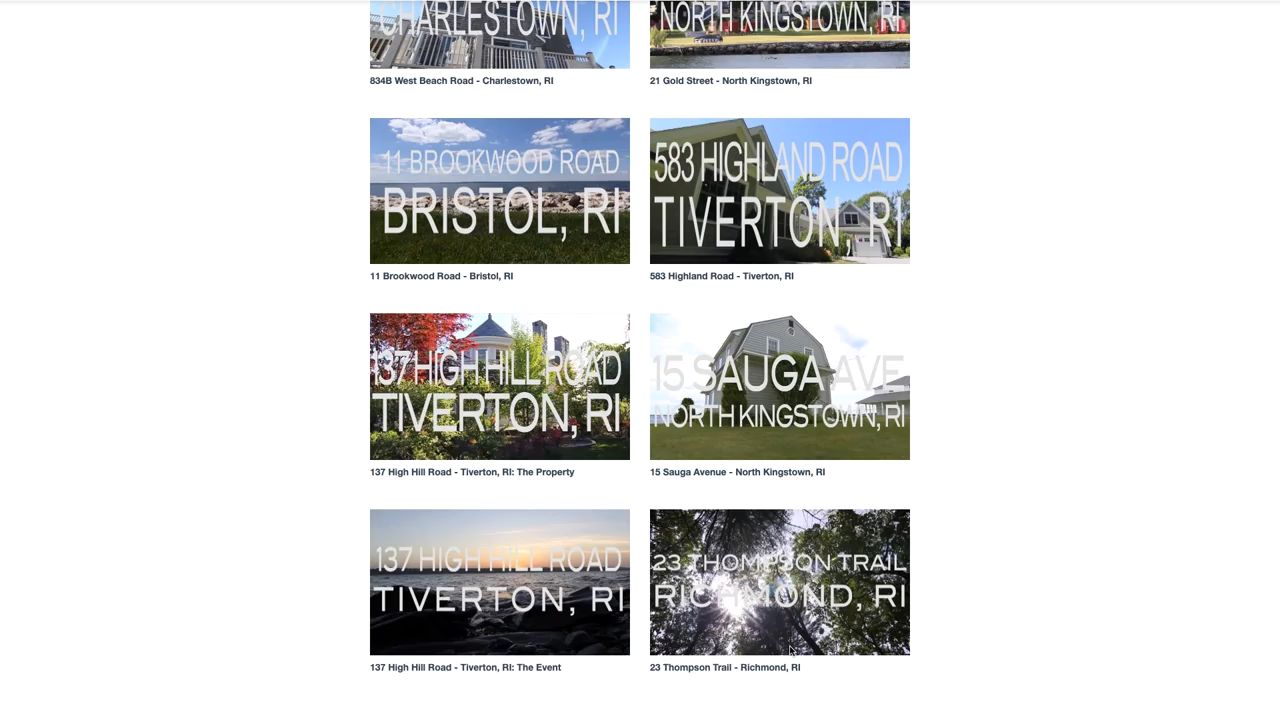 CHARLESTOWN, RI
NORTH KINGSTOWN, RI
834B West Beach Road - Charlestown, RI
21 Gold Street - North Kingstown, RI
11 BROOKWOOD ROAD
BRISTOL, RI
583 HIGHLAND ROAD
TIVERTON, RI
11 Brookwood Road - Bristol, RI
583 Highland Road - Tiverton, RI
137 HIGH HILL ROAD
TIVERTON, RI
15 SAUGA AVE
NORTH KINGSTOWN, RI
137 High Hill Road - Tiverton, RI: The Property
15 Sauga Avenue - North Kingstown, RI
137 HIGH HILL ROAD
TIVERTON, RI
23 THOMPSON TRAIL
RICHMOND, RI
137 High Hill Road - Tiverton, RI: The Event
23 Thompson Trail - Richmond, RI